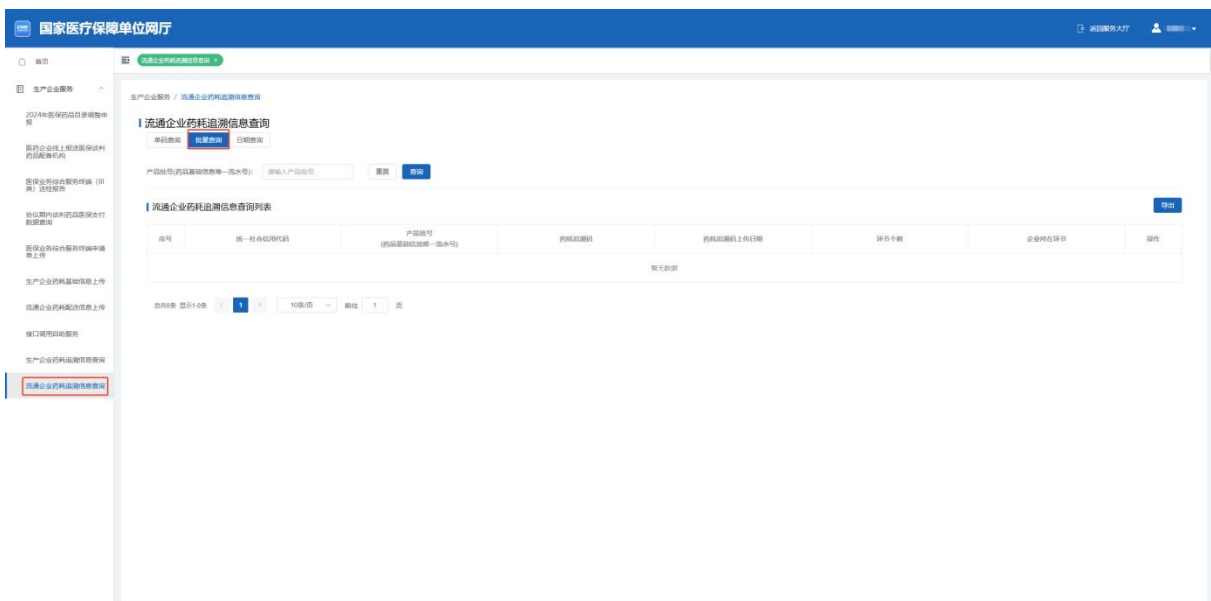 国家医疗保障单位网厅
返回服务大厅
首页
流通企业药耗追溯信息查询 ×
生产企业服务
2024年医保药品目录调整申
报
医药企业线上报送医保谈判
药品配备机构
医保业务综合服务终端（III
类）送检报告
协议期内谈判药品医保支付
数据查询
医保业务综合服务终端申请
单上传
生产企业药耗基础信息上传
流通企业药耗配送信息上传
接口调用自助服务
生产企业药耗追溯信息查询
流通企业药耗追溯信息查询
生产企业服务 / 流通企业药耗追溯信息查询
流通企业药耗追溯信息查询
单码查询 批量查询 日期查询
产品批号(药品基础信息唯一流水号): 请输入产品批号 重置 查询
流通企业药耗追溯信息查询列表 导出
序号 统一社会信用代码 产品批号 药耗追溯码 药耗追溯码上传日期 环节个数 企业所在环节 操作
(药品基础信息唯一流水号)
暂无数据
总共0条 显示1-0条 < 1 > 10条/页 前往 1 页